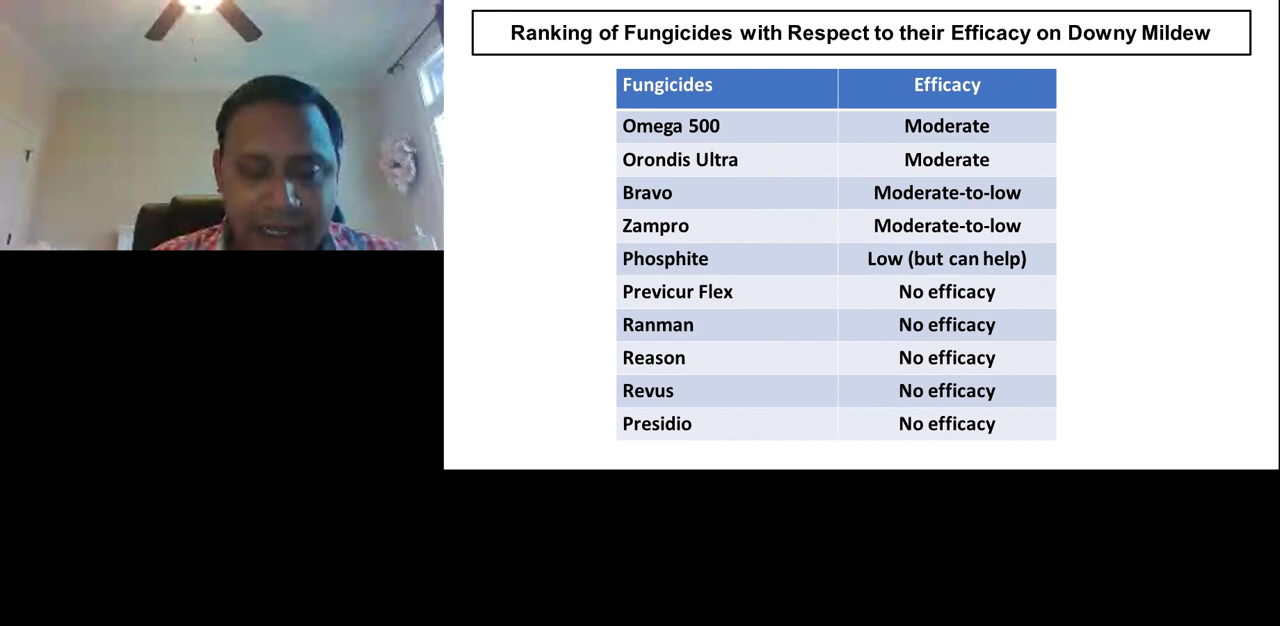 Ranking of Fungicides with Respect to their Efficacy on Downy Mildew
Fungicides Efficacy
Omega 500 Moderate
Orondis Ultra Moderate
Bravo Moderate-to-low
Zampro Moderate-to-low
Phosphite Low (but can help)
Previcur Flex No efficacy
Ranman No efficacy
Reason No efficacy
Revus No efficacy
Presidio No efficacy